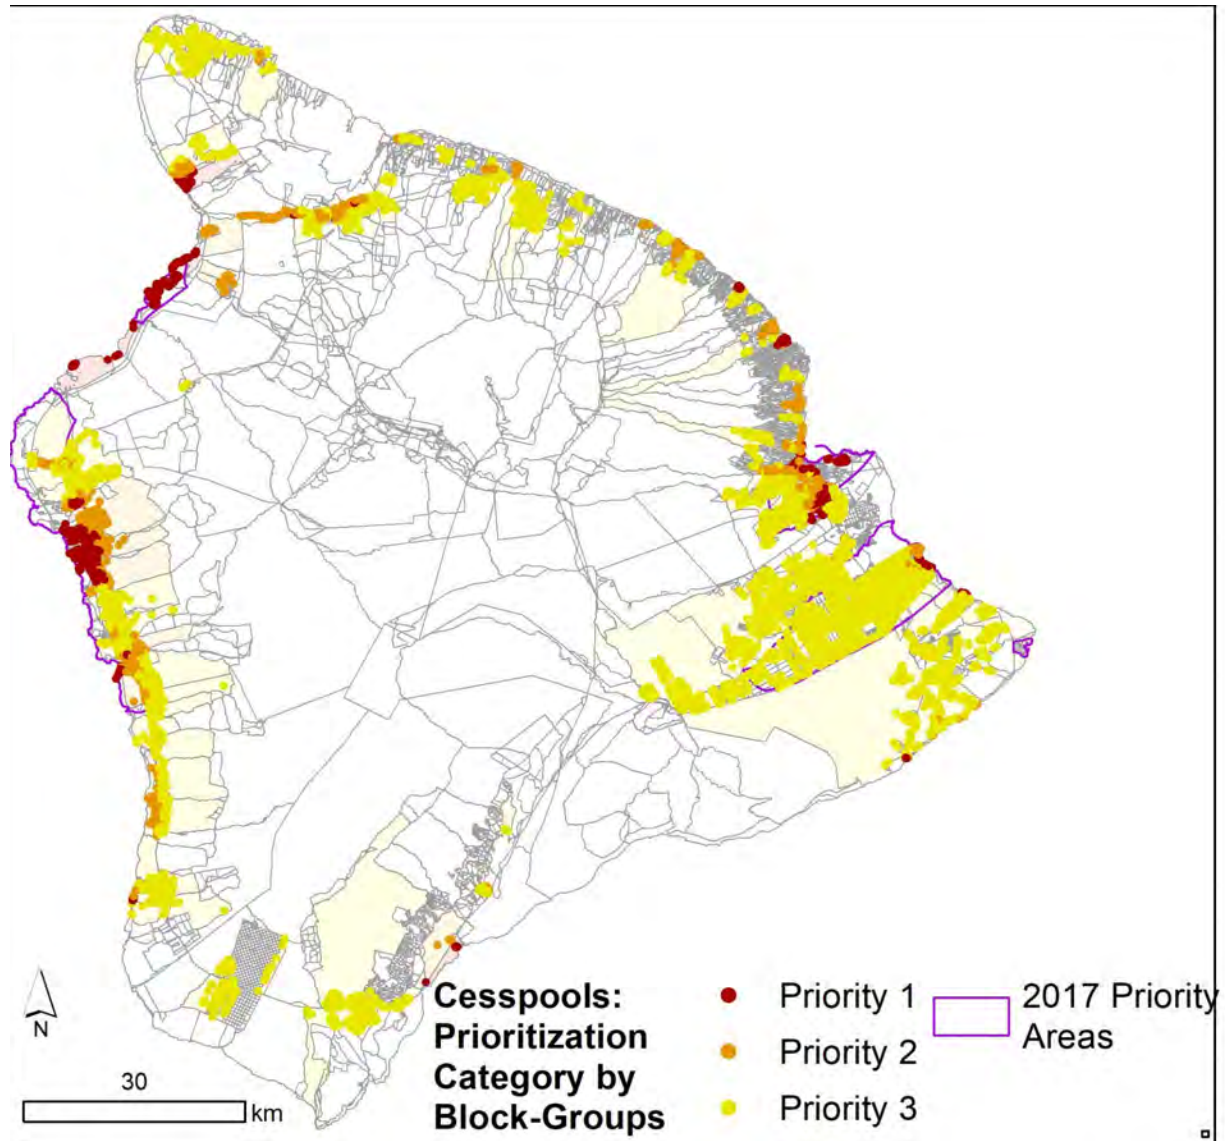 N
30
km
Cesspools:
Prioritization
Category by
Block-Groups
Priority 1
Priority 2
Priority 3
2017 Priority
Areas